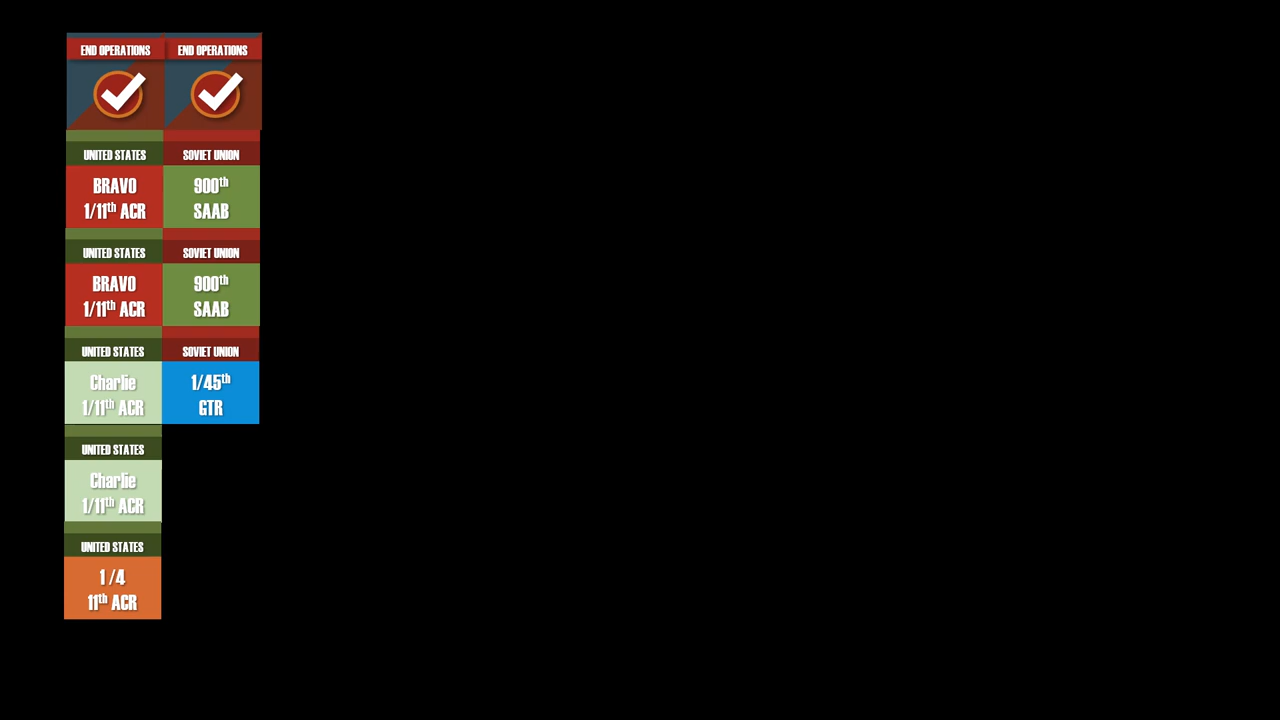 END OPERATIONS
END OPERATIONS
UNITED STATES
SOVIET UNION
BRAVO
1/11th ACR
900th
SAAB
UNITED STATES
SOVIET UNION
BRAVO
1/11th ACR
900th
SAAB
UNITED STATES
SOVIET UNION
Charlie
1/11th ACR
1/45th
GTR
UNITED STATES
Charlie
1/11th ACR
UNITED STATES
1 /4
11th ACR